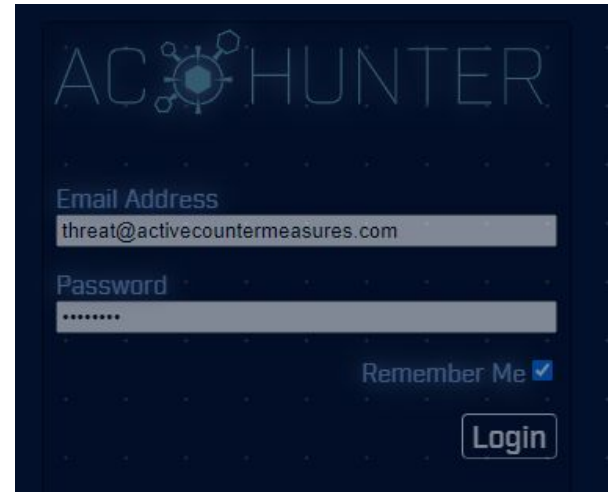 AC HUNTER
Email Address
threat@activecountermeasures.com
Password
••••••••
Remember Me
Login